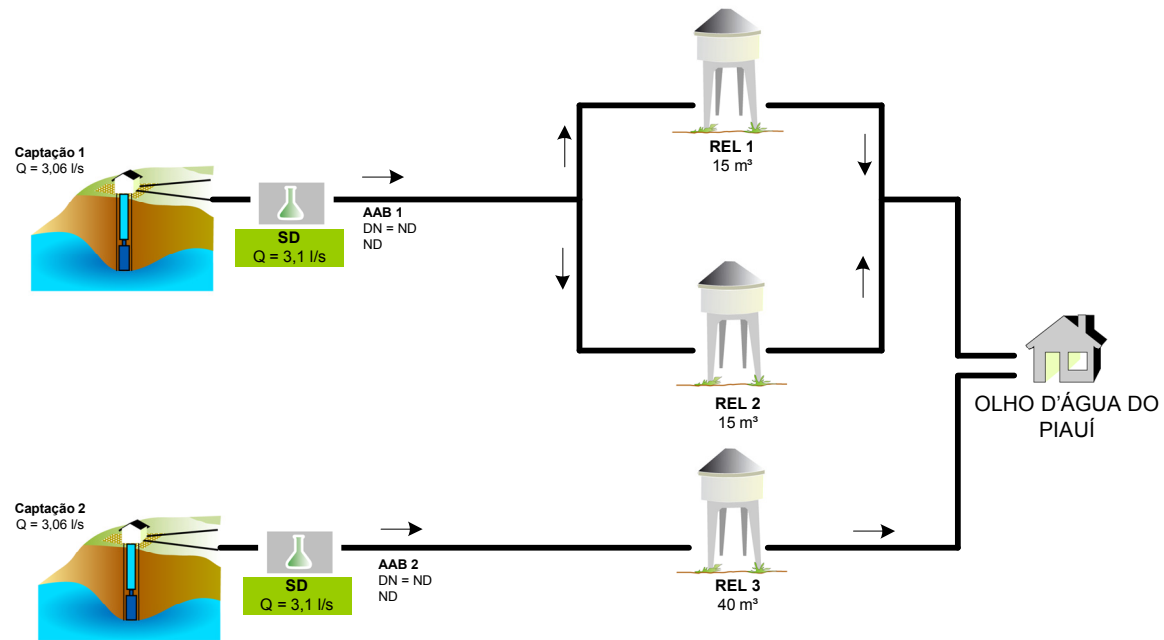 REL 1
15 m³
Captação 1
Q = 3,06 l/s
AAB 1
DN = ND
ND
SD
Q = 3,1 l/s
REL 2
15 m³
OLHO D'ÁGUA DO
PIAUÍ
Captação 2
Q = 3,06 l/s
AAB 2
DN = ND
ND
SD
Q = 3,1 l/s
REL 3
40 m³